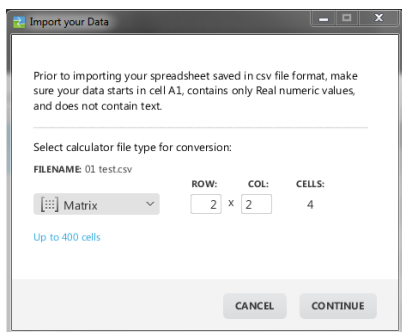 Import your Data
Prior to importing your spreadsheet saved in csv file format, make
sure your data starts in cell A1, contains only Real numeric values,
and does not contain text.
Select calculator file type for conversion:
FILENAME: 01 test.csv
ROW: COL: CELLS:
Matrix 2 x 2 4
Up to 400 cells
CANCEL CONTINUE